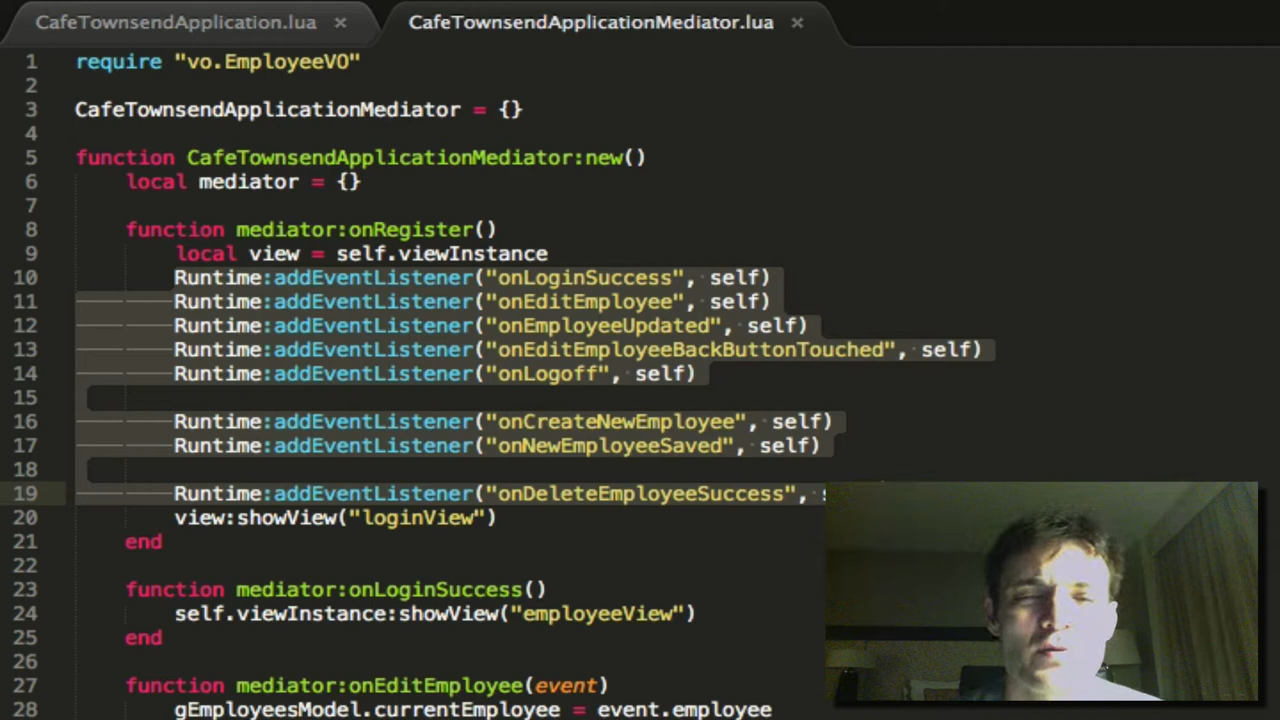 CafeTownsendApplication.lua ×
CafeTownsendApplicationMediator.lua ×
1 require "vo.EmployeeVO"
2
3 CafeTownsendApplicationMediator = {}
4
5 function CafeTownsendApplicationMediator:new()
6 local mediator = {}
7
8 function mediator:onRegister()
9 local view = self.viewInstance
10 Runtime:addEventListener("onLoginSuccess", self)
11 Runtime:addEventListener("onEditEmployee", self)
12 Runtime:addEventListener("onEmployeeUpdated", self)
13 Runtime:addEventListener("onEditEmployeeBackButtonTouched", self)
14 Runtime:addEventListener("onLogoff", self)
15
16 Runtime:addEventListener("onCreateNewEmployee", self)
17 Runtime:addEventListener("onNewEmployeeSaved", self)
18
19 Runtime:addEventListener("onDeleteEmployeeSuccess",
20 view:showView("loginView")
21 end
22
23 function mediator:onLoginSuccess()
24 self.viewInstance:showView("employeeView")
25 end
26
27 function mediator:onEditEmployee(event)
28 gEmployeesModel.currentEmployee = event.employee